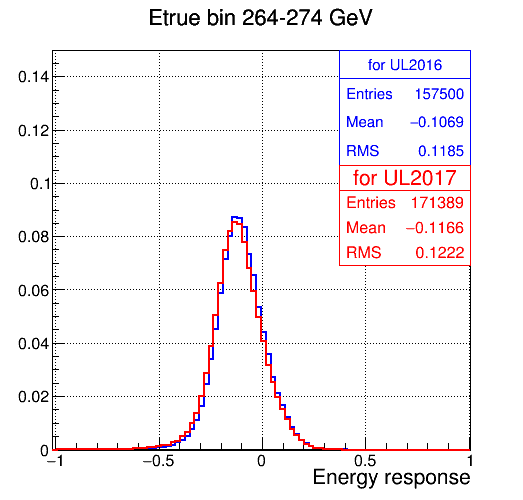 Etrue bin 264-274 GeV
for UL2016
Entries 157500
Mean −0.1069
RMS 0.1185
for UL2017
Entries 171389
Mean −0.1166
RMS 0.1222
0.14
0.12
0.1
0.08
0.06
0.04
0.02
0
−1 −0.5 0 0.5 1
Energy response